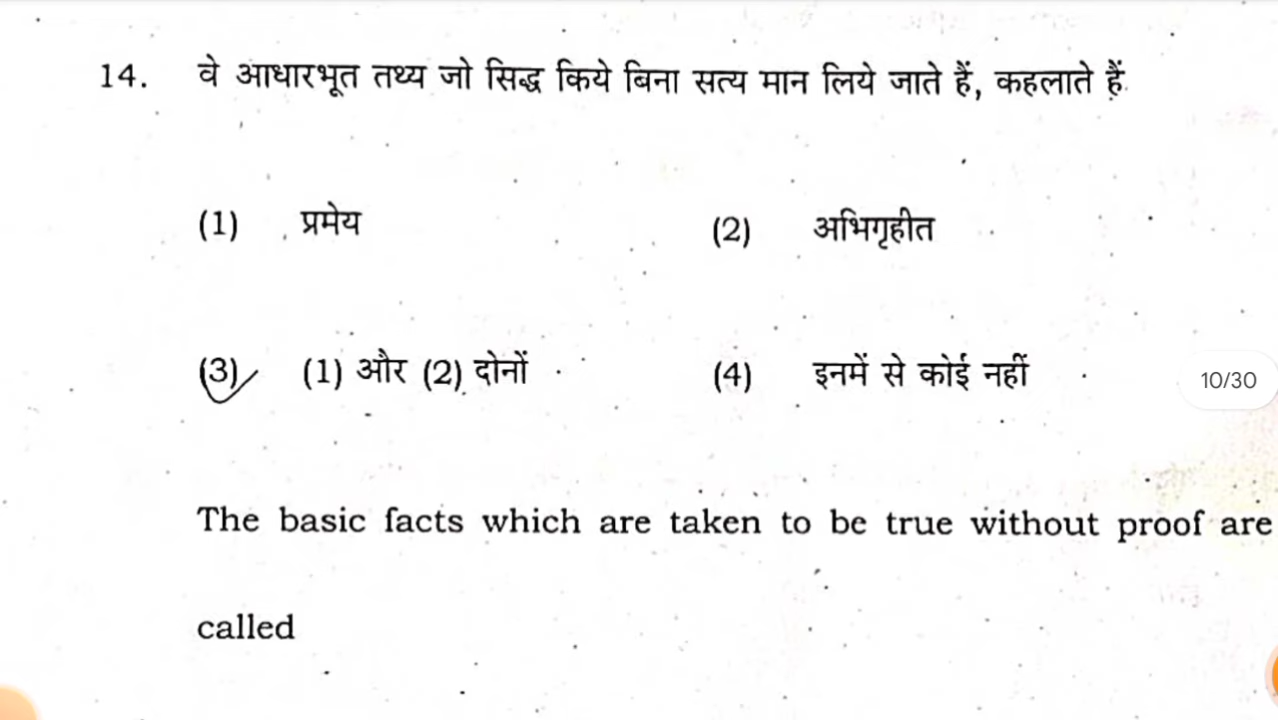 14. वे आधारभूत तथ्य जो सिद्ध किये बिना सत्य मान लिये जाते हैं, कहलाते हैं
(1) प्रमेय (2) अभिगृहीत
(3) (1) और (2) दोनों (4) इनमें से कोई नहीं
10/30
The basic facts which are taken to be true without proof are
called